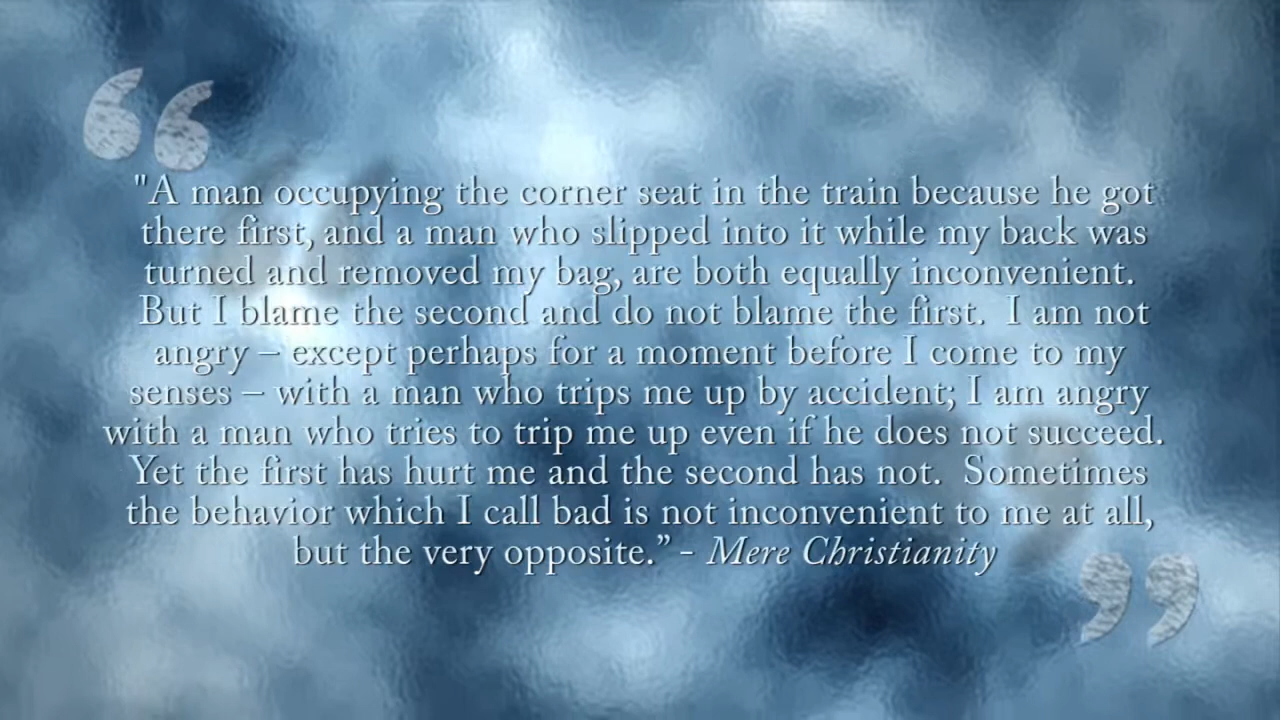 "A man occupying the corner seat in the train because he got
there first, and a man who slipped into it while my back was
turned and removed my bag, are both equally inconvenient.
But I blame the second and do not blame the first.  I am not
angry – except perhaps for a moment before I come to my
senses – with a man who trips me up by accident; I am angry
with a man who tries to trip me up even if he does not succeed.
Yet the first has hurt me and the second has not.  Sometimes
the behavior which I call bad is not inconvenient to me at all,
but the very opposite.” - Mere Christianity